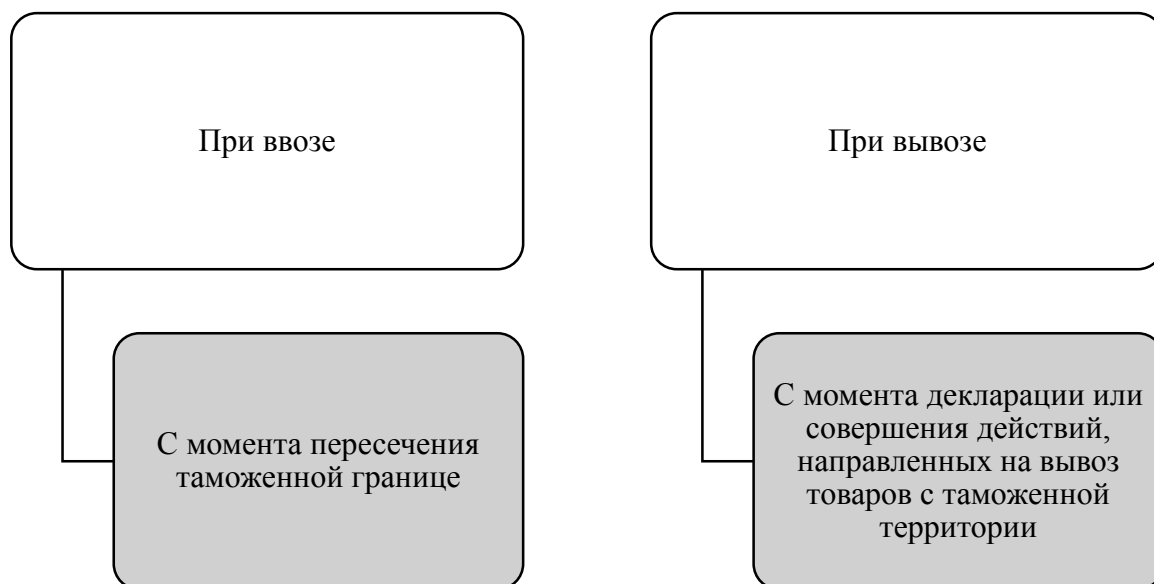 При ввозе
С момента пересечения
таможенной границе
При вывозе
С момента декларации или
совершения действий,
направленных на вывоз
товаров с таможенной
территории